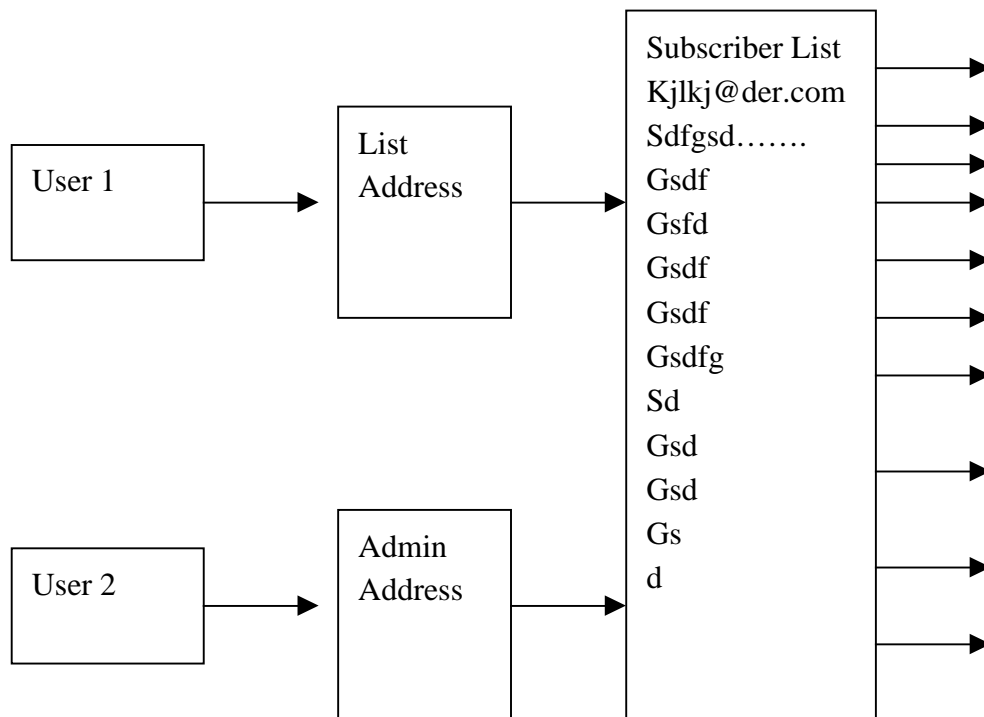 User 1
List
Address
Subscriber List
Kjlkj@der.com
Sdfgsd…….
Gsdf
Gsfd
Gsdf
Gsdf
Gsdfg
Sd
Gsd
Gsd
Gs
d
User 2
Admin
Address